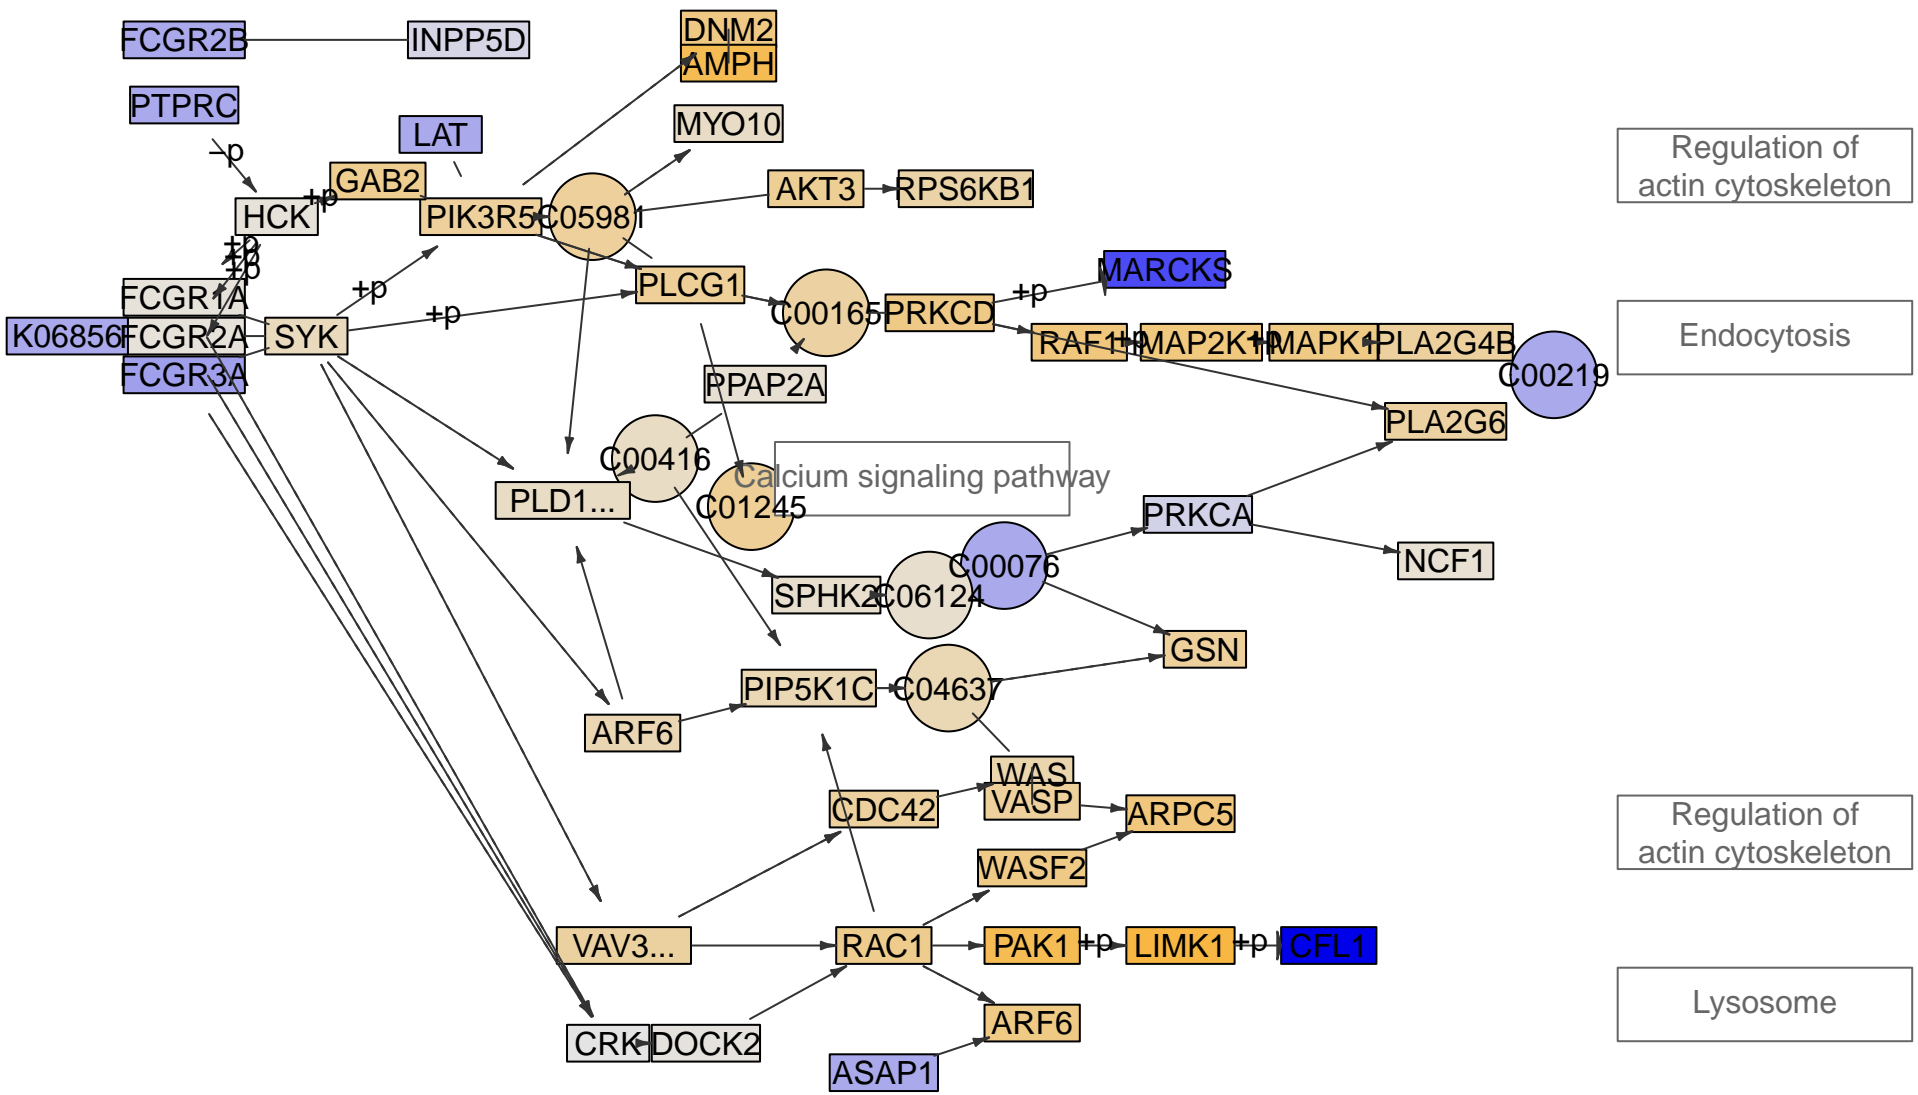 FCGR2B
INPP5D
DNM2
AMPH
PTPRC
LAT
MYO10
Regulation of
actin cytoskeleton
–p
GAB2
+p
AKT3
RPS6KB1
HCK
PIK3R5
C05981
+p
+p
+p
MARCKS
FCGR1A
+p
PLCG1
+p
C00165
PRKCD
+p
K06856
FCGR2A
SYK
RAF1
+p
MAP2K1
+p
MAPK1
PLA2G4B
Endocytosis
FCGR3A
PPAP2A
C00219
PLA2G6
C00416
Calcium signaling pathway
PLD1...
C01245
PRKCA
C00076
NCF1
SPHK2
C06124
GSN
PIP5K1C
C04637
ARF6
WAS
VASP
CDC42
ARPC5
Regulation of
actin cytoskeleton
WASF2
VAV3...
RAC1
PAK1
+p
LIMK1
+p
CFL1
Lysosome
ARF6
CRK
DOCK2
ASAP1